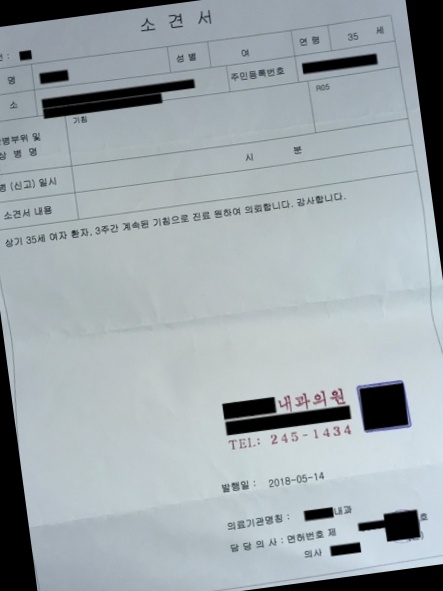 소 견 서
명 성 별 여 연 령 35 세
소 주민등록번호
병부위 및 기침 R05
상 병 명
(신고) 일시 시 분
소견서 내용
상기 35세 여자 환자, 3주간 계속된 기침으로 진료 원하여 의뢰합니다. 감사합니다.
내과의원
TEL: 245-1434
발행일 : 2018-05-14
의료기관명칭 : 내과
담 당 의 사 : 면허번호 제 호
의사